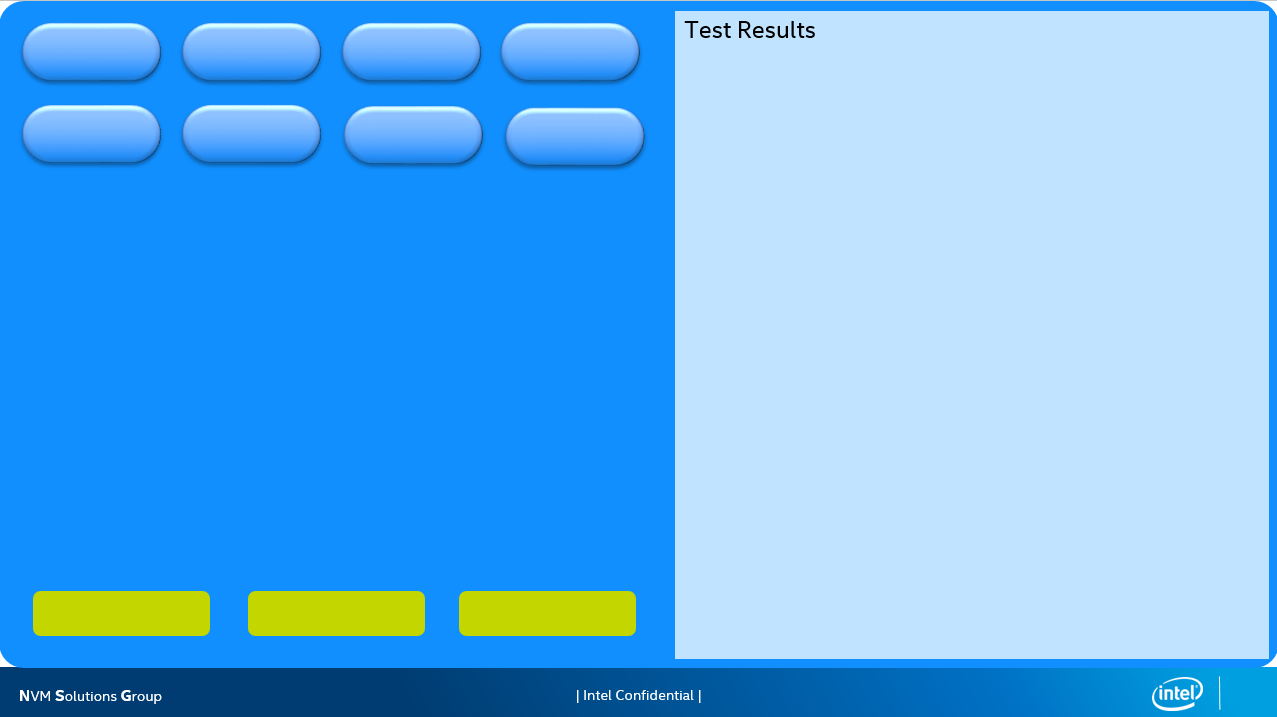 Test Results
NVM Solutions Group
| Intel Confidential |
intel